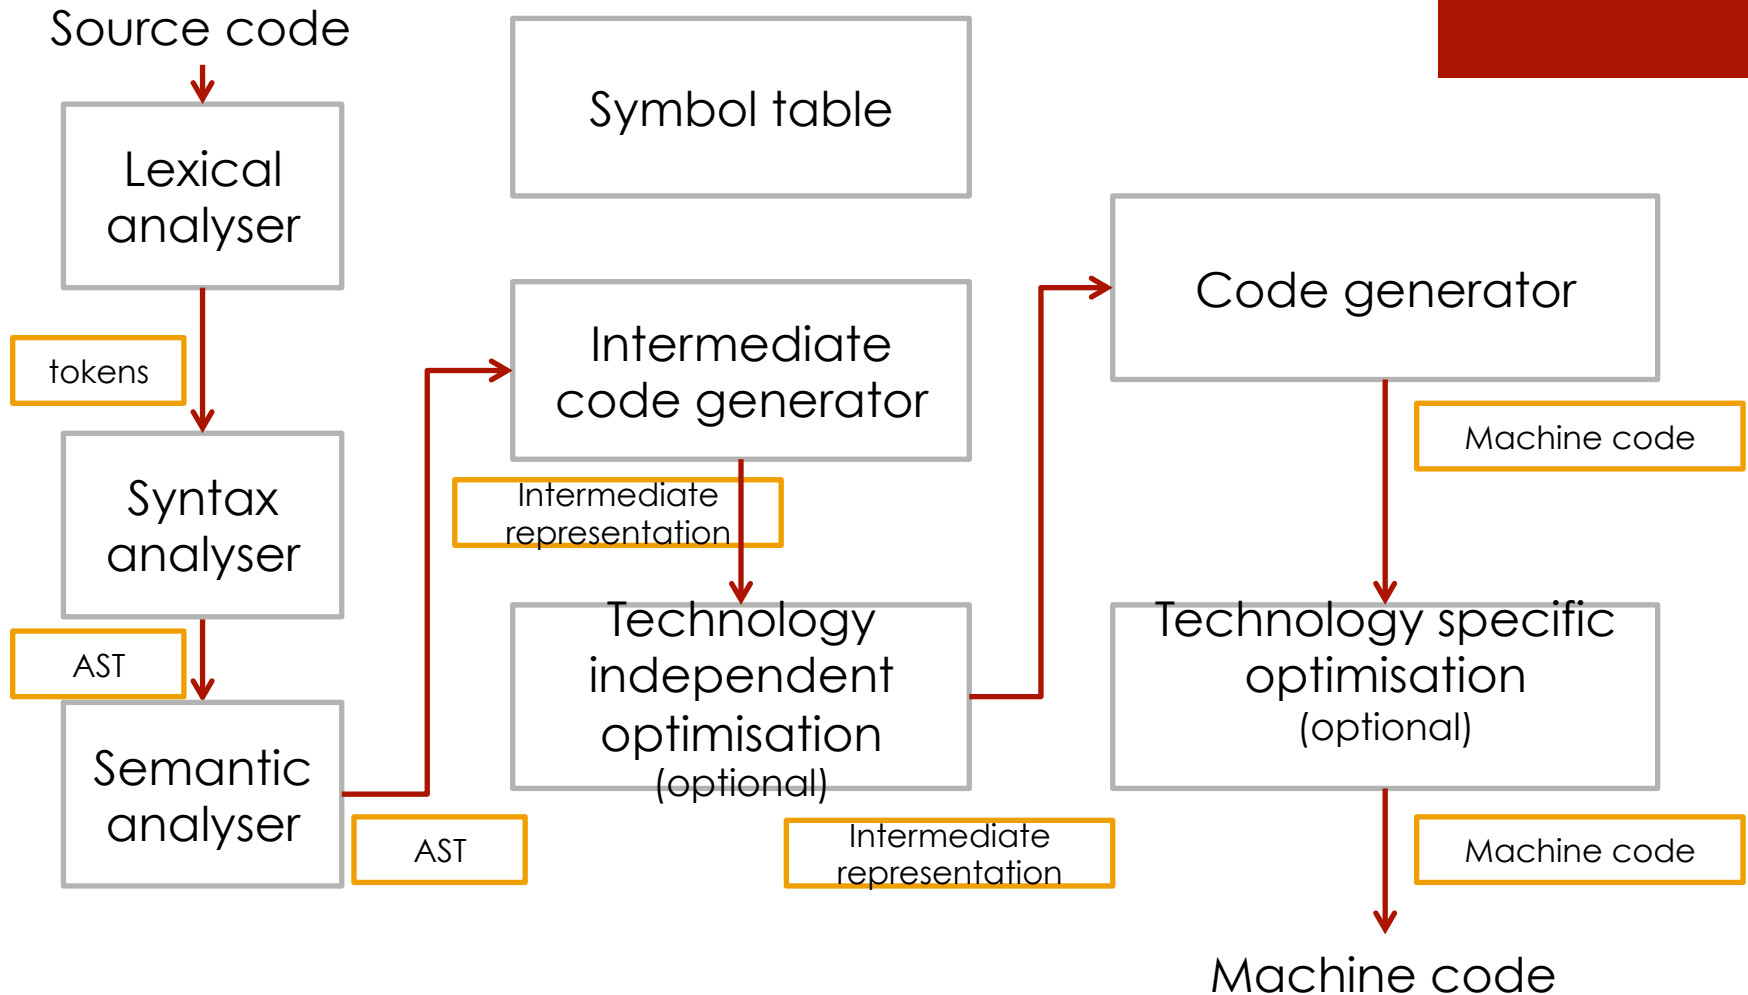 Source code
Lexical
analyser
tokens
Syntax
analyser
AST
Semantic
analyser
AST
Symbol table
Intermediate
code generator
Intermediate
representation
Technology
independent
optimisation
(optional)
Intermediate
representation
Code generator
Machine code
Technology specific
optimisation
(optional)
Machine code
Machine code